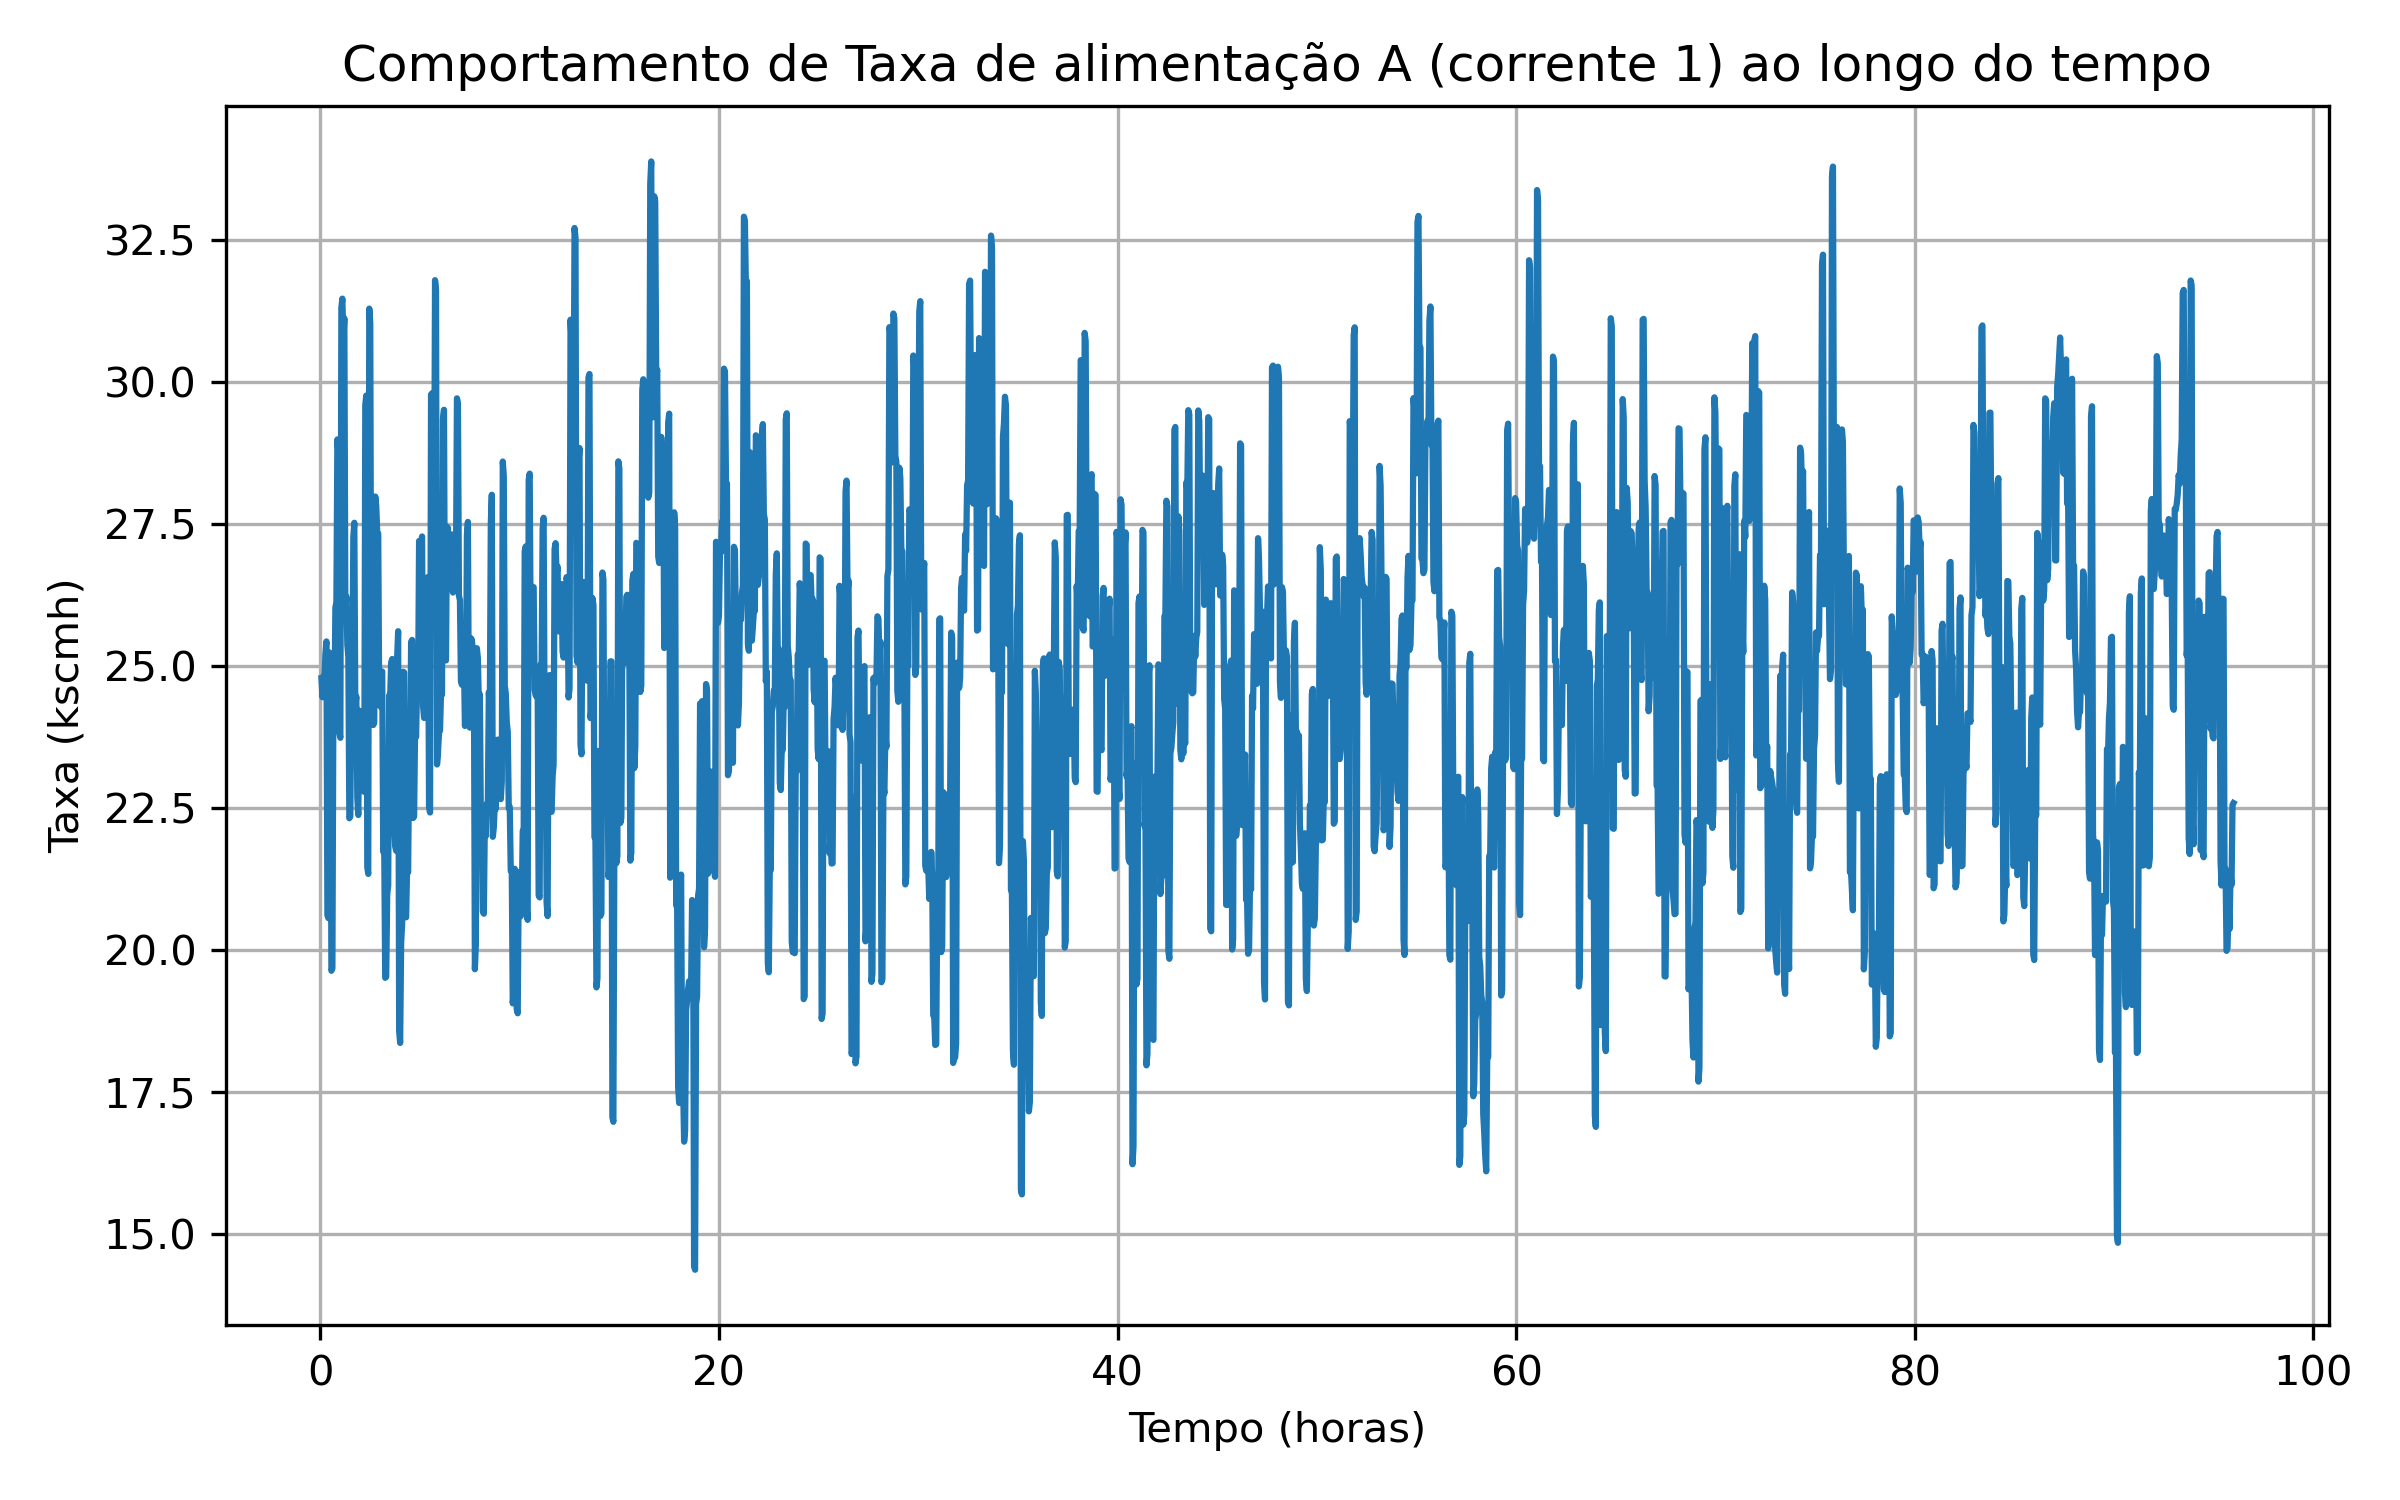 Comportamento de Taxa de alimentação A (corrente 1) ao longo do tempo
Taxa (kscmh)
32.5
30.0
27.5
25.0
22.5
20.0
17.5
15.0
0 20 40 60 80 100
Tempo (horas)